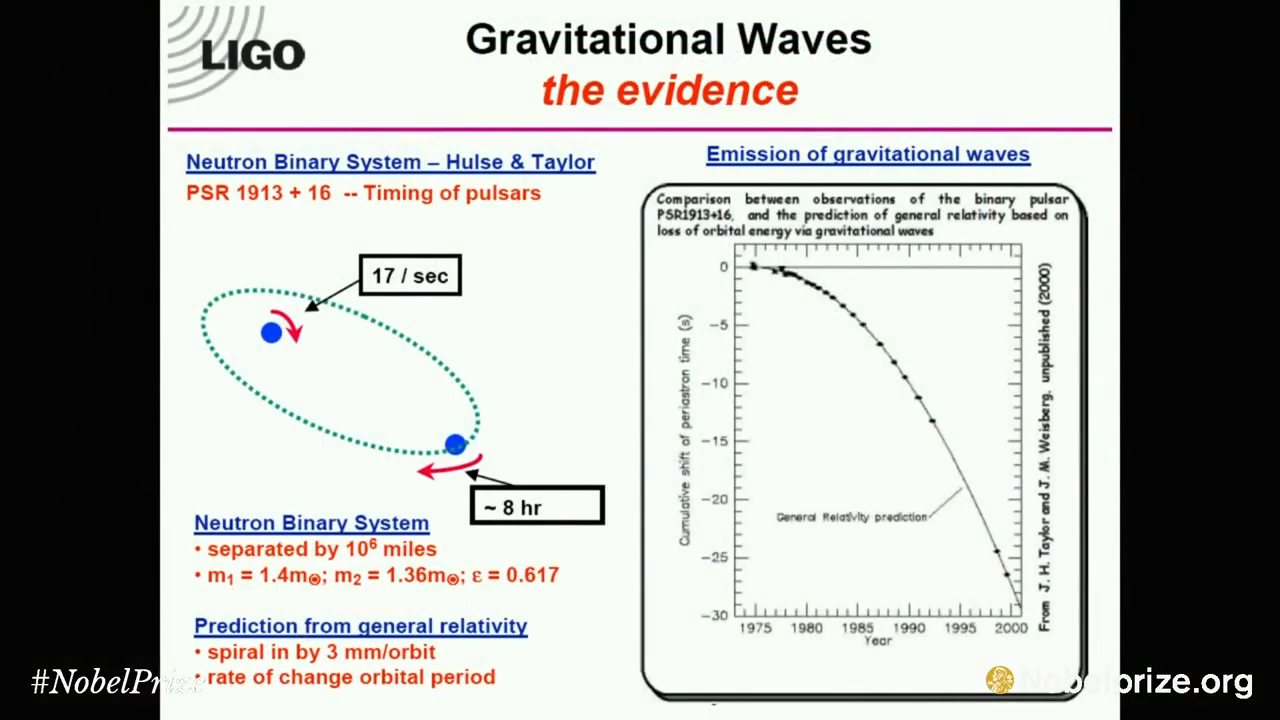 LIGO
Gravitational Waves
the evidence
Neutron Binary System – Hulse & Taylor
PSR 1913 + 16 -- Timing of pulsars
17 / sec
~ 8 hr
Neutron Binary System
• separated by 10⁶ miles
• m₁ = 1.4m☉; m₂ = 1.36m☉; ε = 0.617
Prediction from general relativity
• spiral in by 3 mm/orbit
• rate of change orbital period
Emission of gravitational waves
Comparison between observations of the binary pulsar
PSR1913+16, and the prediction of general relativity based on
loss of orbital energy via gravitational waves
Cumulative shift of periastron time (s)
0
−5
−10
−15
−20
−25
−30
General Relativity prediction
1975 1980 1985 1990 1995 2000
Year
From J. H. Taylor and J. M. Weisberg, unpublished (2000)
#NobelPrize
Nobelprize.org